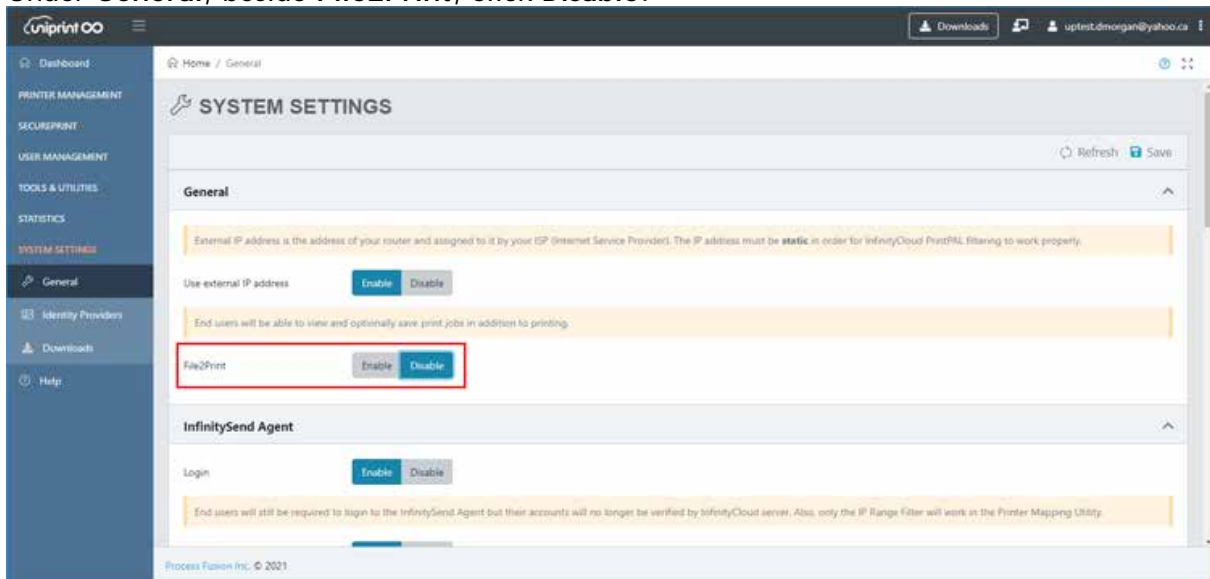 Under General, beside File2Print, click Disable.
uniprint
Downloads
uptest.dmorgan@yahoo.ca
Dashboard
Home / General
PRINTER MANAGEMENT
SYSTEM SETTINGS
SECUREPRINT
USER MANAGEMENT
Refresh Save
TOOLS & UTILITIES
General
STATISTICS
External IP address is the address of your router and assigned to it by your ISP (Internet Service Provider). The IP address must be static in order for InfinityCloud PrintPAL filtering to work properly.
SYSTEM SETTINGS
General
Use external IP address Enable Disable
Identity Providers
End users will be able to view and optionally save print jobs in addition to printing.
Downloads
File2Print Enable Disable
Help
InfinitySend Agent
Login Enable Disable
End users will still be required to login to the InfinitySend Agent but their accounts will no longer be verified by InfinityCloud server. Also, only the IP Range Filter will work in the Printer Mapping Utility.
Process Fusion Inc. © 2021